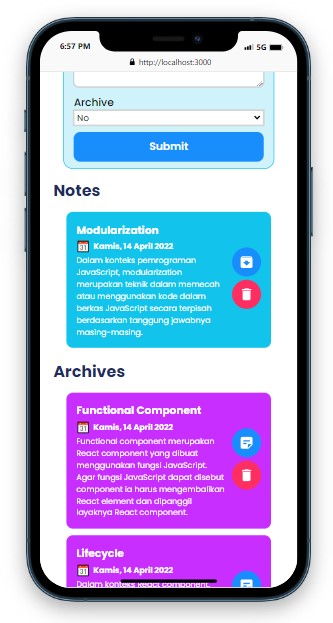 6:57 PM
5G
http://localhost:3000
Archive
No
Submit
Notes
Modularization
31 Kamis, 14 April 2022
Dalam konteks pemrograman
JavaScript, modularization
merupakan teknik dalam memecah
atau menggunakan kode dalam
berkas JavaScript secara terpisah
berdasarkan tanggung jawabnya
masing-masing.
Archives
Functional Component
31 Kamis, 14 April 2022
Functional component merupakan
React component yang dibuat
menggunakan fungsi JavaScript.
Agar fungsi JavaScript dapat disebut
component ia harus mengembalikan
React element dan dipanggil
layaknya React component.
Lifecycle
31 Kamis, 14 April 2022
Dalam konteks React component,